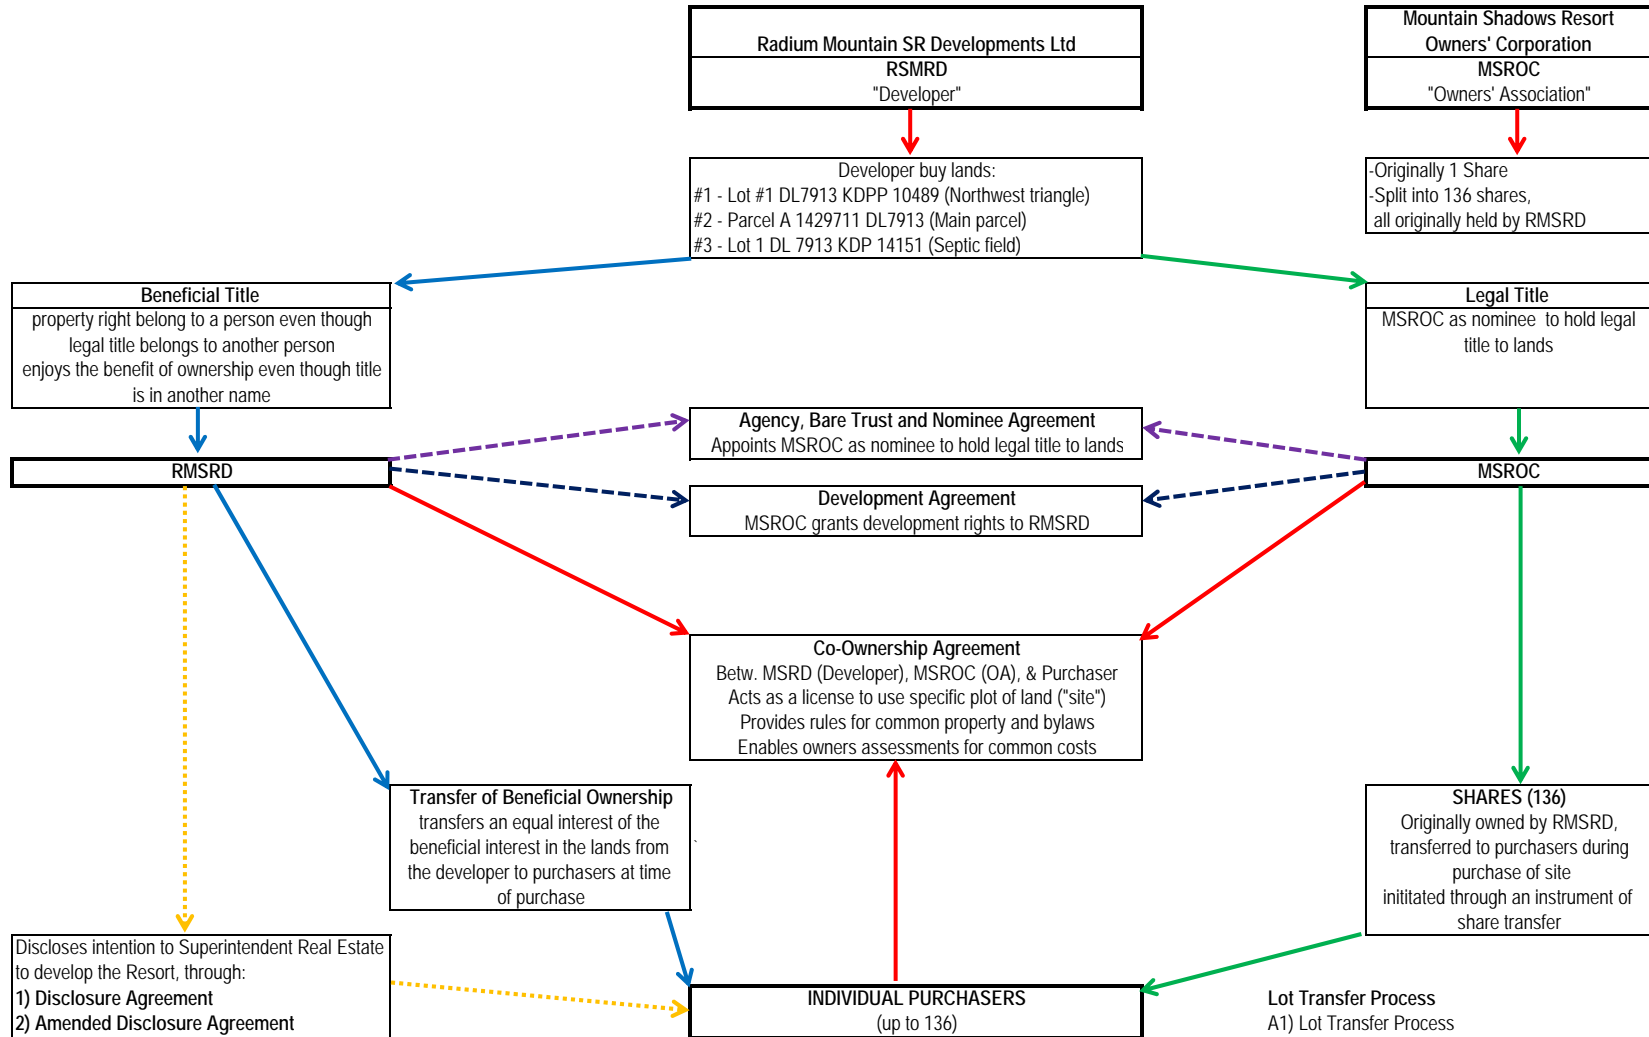 Radium Mountain SR Developments Ltd
RSMRD
"Developer"
Mountain Shadows Resort
Owners' Corporation
MSROC
"Owners' Association"
Developer buy lands:
#1 - Lot #1 DL7913 KDPP 10489 (Northwest triangle)
#2 - Parcel A 1429711 DL7913 (Main parcel)
#3 - Lot 1 DL 7913 KDP 14151 (Septic field)
-Originally 1 Share
-Split into 136 shares,
all originally held by RMSRD
Beneficial Title
property right belong to a person even though
legal title belongs to another person
enjoys the benefit of ownership even though title
is in another name
Legal Title
MSROC as nominee to hold legal
title to lands
Agency, Bare Trust and Nominee Agreement
Appoints MSROC as nominee to hold legal title to lands
RMSRD
MSROC
Development Agreement
MSROC grants development rights to RMSRD
Co-Ownership Agreement
Betw. MSRD (Developer), MSROC (OA), & Purchaser
Acts as a license to use specific plot of land ("site")
Provides rules for common property and bylaws
Enables owners assessments for common costs
Transfer of Beneficial Ownership
transfers an equal interest of the
beneficial interest in the lands from
the developer to purchasers at time
of purchase
`
SHARES (136)
Originally owned by RMSRD,
transferred to purchasers during
purchase of site
inititated through an instrument of
share transfer
Discloses intention to Superintendent Real Estate
to develop the Resort, through:
1) Disclosure Agreement
2) Amended Disclosure Agreement
INDIVIDUAL PURCHASERS
(up to 136)
Lot Transfer Process
A1) Lot Transfer Process